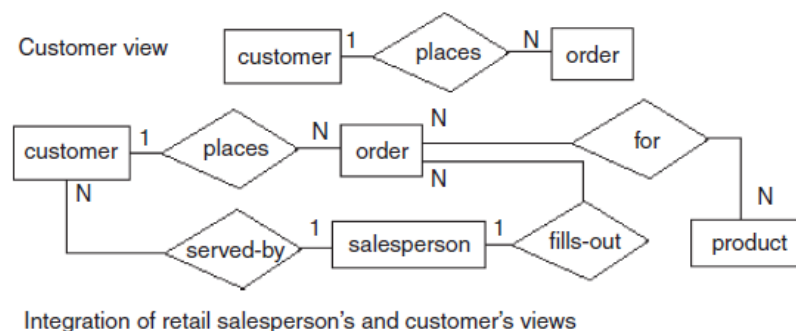 Customer view
customer 1 places N order
customer 1 places N order N for
N
N N
served-by 1 salesperson 1 fills-out product
Integration of retail salesperson's and customer's views